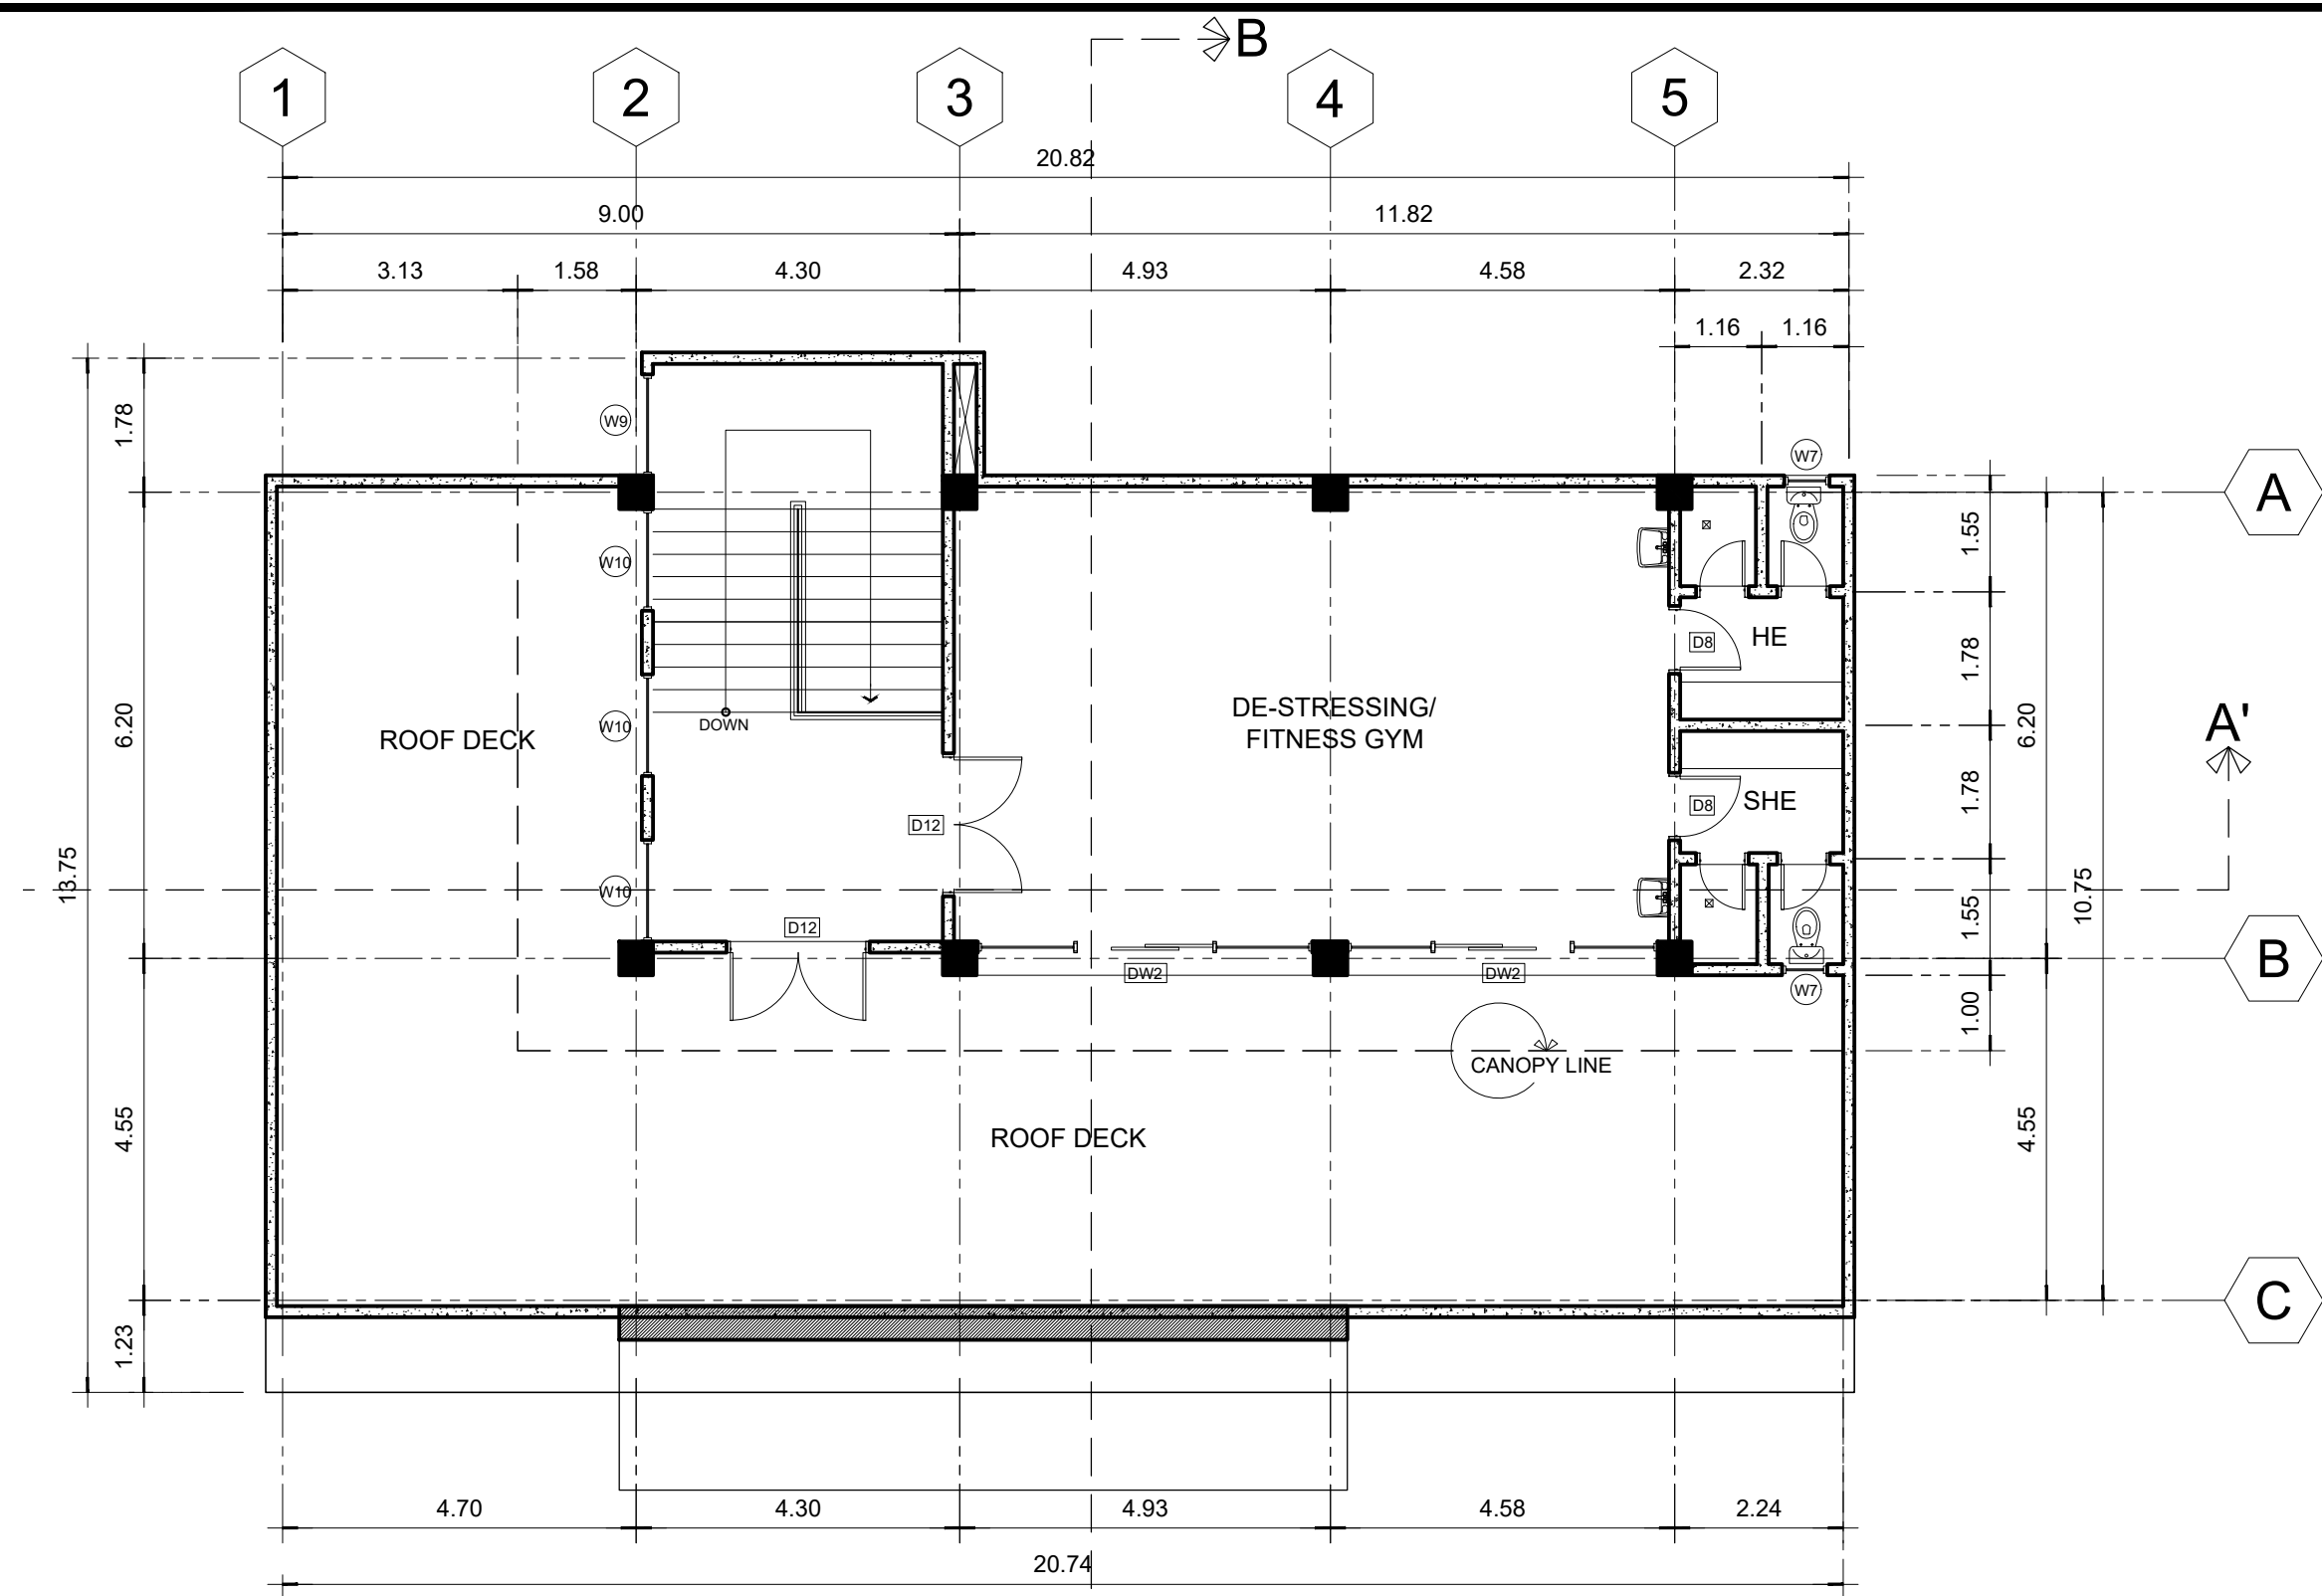 B
1
2
3
4
5
20.82
9.00
11.82
3.13
1.58
4.30
4.93
4.58
2.32
1.16
1.16
1.78
W9
W7
A
W10
1.55
D8
HE
1.78
DE-STRESSING/
FITNESS GYM
6.20
ROOF DECK
W10
DOWN
6.20
A'
D8
SHE
1.78
D12
13.75
W10
10.75
1.55
D12
DW2
DW2
B
W7
1.00
CANOPY LINE
4.55
ROOF DECK
4.55
C
1.23
4.70
4.30
4.93
4.58
2.24
20.74